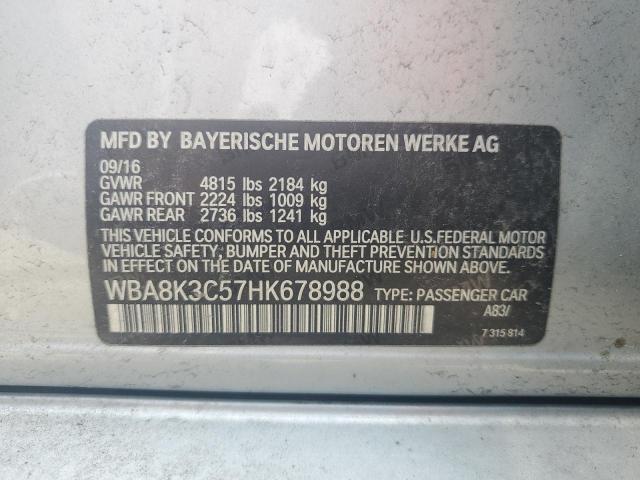 MFD BY BAYERISCHE MOTOREN WERKE AG
09/16
GVWR 4815 lbs 2184 kg
GAWR FRONT 2224 lbs 1009 kg
GAWR REAR 2736 lbs 1241 kg
THIS VEHICLE CONFORMS TO ALL APPLICABLE U.S.FEDERAL MOTOR
VEHICLE SAFETY, BUMPER AND THEFT PREVENTION STANDARDS
IN EFFECT ON THE DATE OF MANUFACTURE SHOWN ABOVE.
WBA8K3C57HK678988 TYPE: PASSENGER CAR
A83/
7 315 814